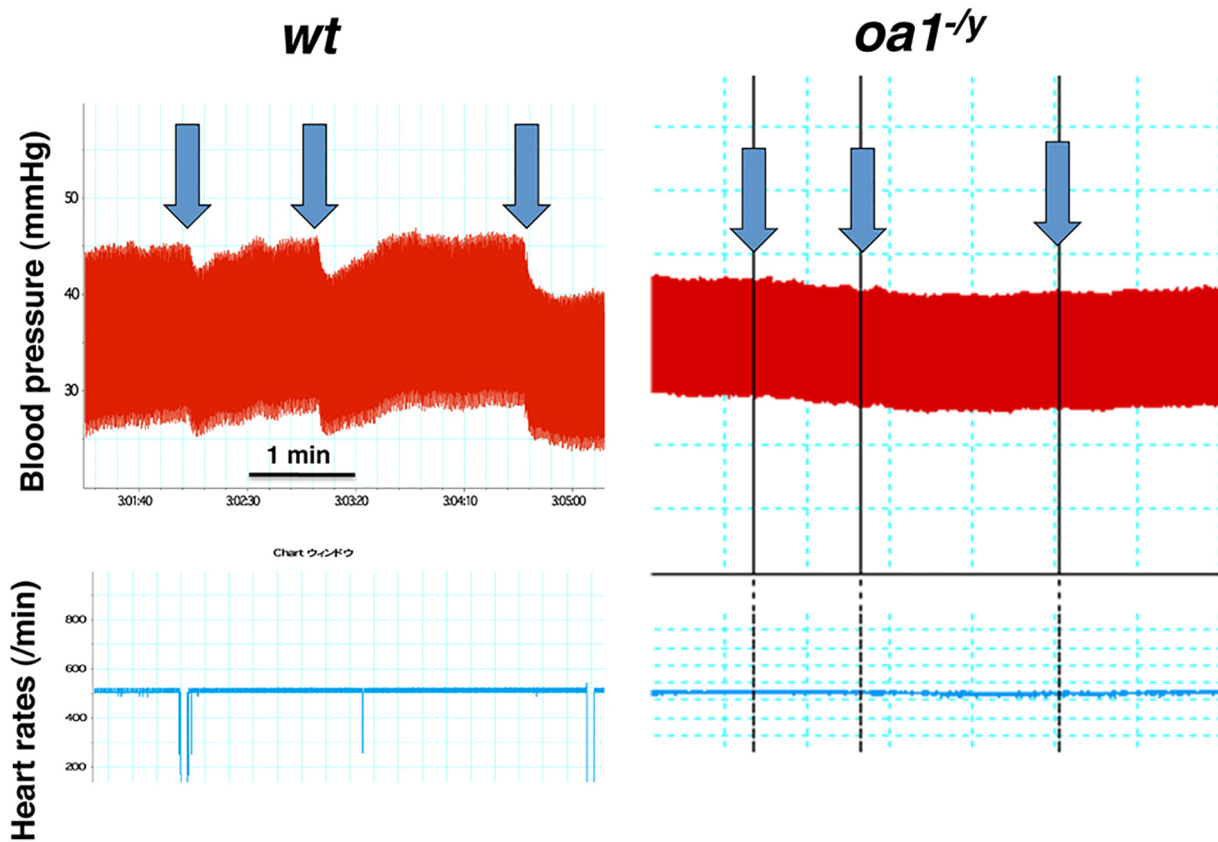 wt
oa1-/y
Blood pressure (mmHg)
50
40
30
1 min
3:01:40
3:02:30
3:03:20
3:04:10
3:05:00
Chart ウィンドウ
Heart rates (/min)
800
600
400
200